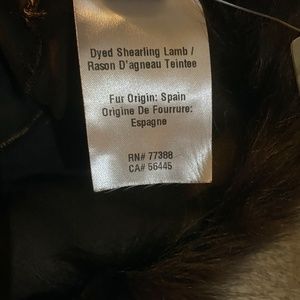 Dyed Shearling Lamb /
Rason D'agneau Teintee
Fur Origin: Spain
Origine De Fourrure:
Espagne
RN# 77388
CA# 56445